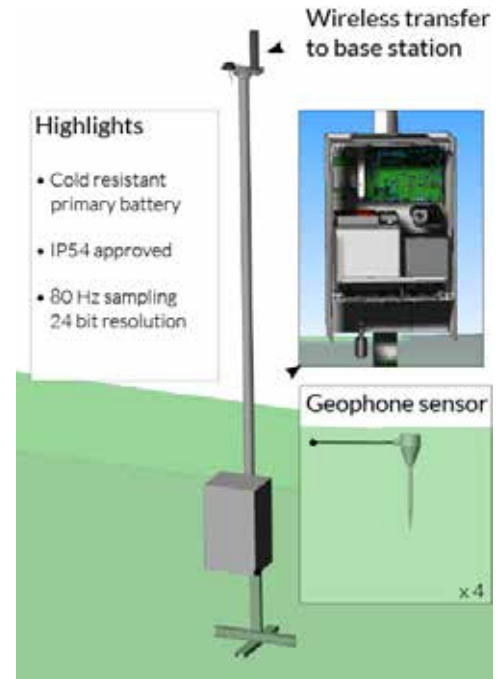 Wireless transfer
to base station
Highlights
• Cold resistant
primary battery
• IP54 approved
• 80 Hz sampling
24 bit resolution
Geophone sensor
x 4